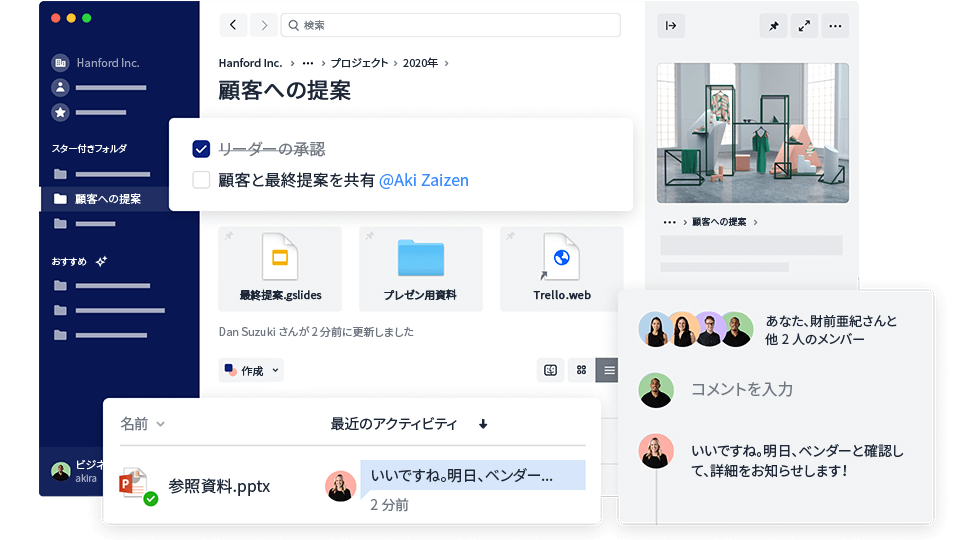 Hanford Inc.
スター付きフォルダ
顧客への提案
おすすめ
ビジネ
akira
検索
Hanford Inc. › ··· › プロジェクト › 2020年 ›
顧客への提案
リーダーの承認
顧客と最終提案を共有 @Aki Zaizen
最終提案.gslides
プレゼン用資料
Trello.web
Dan Suzuki さんが 2 分前に更新しました
作成
名前
最近のアクティビティ
参照資料.pptx
いいですね。明日、ベンダー...
2 分前
··· › 顧客への提案 ›
あなた、財前亜紀さんと
他 2 人のメンバー
コメントを入力
いいですね。明日、ベンダーと確認し
て、詳細をお知らせします！